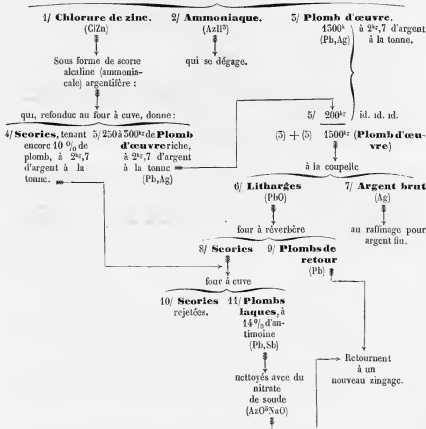 1/ Chlorure de zinc.
(ClZn)
Sous forme de scorie
alcaline (ammonia-
cale) argentifère :
qui, refondue au four à cuve, donne :
2/ Ammoniaque.
(AzH³)
qui se dégage.
3/ Plomb d'œuvre.
1300ᵏ à 2ᵏᵍ,7 d'argent
(Pb,Ag) à la tonne.
4/ Scories, tenant
encore 10 % de
plomb, à 2ᵏᵍ,7
d'argent à la
tonne.
5/ 250 à 300ᵏᵍ de Plomb
d'œuvre riche,
à 2ᵏᵍ,7 d'argent
à la tonne
(Pb,Ag)
5/ 200ᵏᵍ id. id. id.
(3) + (5) 1500ᵏᵍ (Plomb d'œu-
vre)
à la coupelle
6/ Litharges
(PbO)
7/ Argent brut
(Ag)
four à réverbère
au raffinage pour
argent fin.
8/ Scories
9/ Plombs de
retour
(Pb)
four à cuve
10/ Scories
rejetées.
11/ Plombs
laques, à
14 % d'an-
timoine
(Pb,Sb)
Retournent
à un
nouveau zingage.
nettoyés avec du
nitrate
de soude
(AzO⁵NaO)